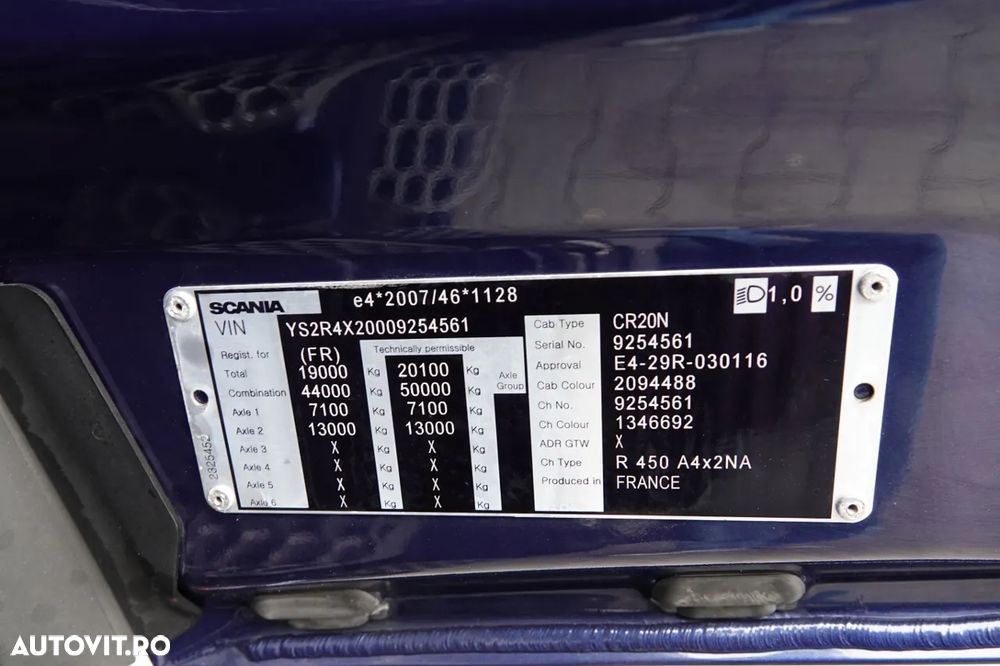 SCANIA e4*2007/46*1128 1,0 %
VIN YS2R4X20009254561
Regist. for (FR) Technically permissible
Total 19000 Kg 20100 Kg Axle Group
Combination 44000 Kg 50000 Kg
Axle 1 7100 Kg 7100 Kg
Axle 2 13000 Kg 13000 Kg
Axle 3 X Kg X Kg
Axle 4 X Kg X Kg
Axle 5 X Kg X Kg
Axle 6 X Kg X Kg
2325452
Cab Type CR20N
Serial No. 9254561
Approval E4-29R-030116
Cab Colour 2094488
Ch No. 9254561
Ch Colour 1346692
ADR GTW X
Ch Type R 450 A4x2NA
Produced in FRANCE
AUTOVIT.RO